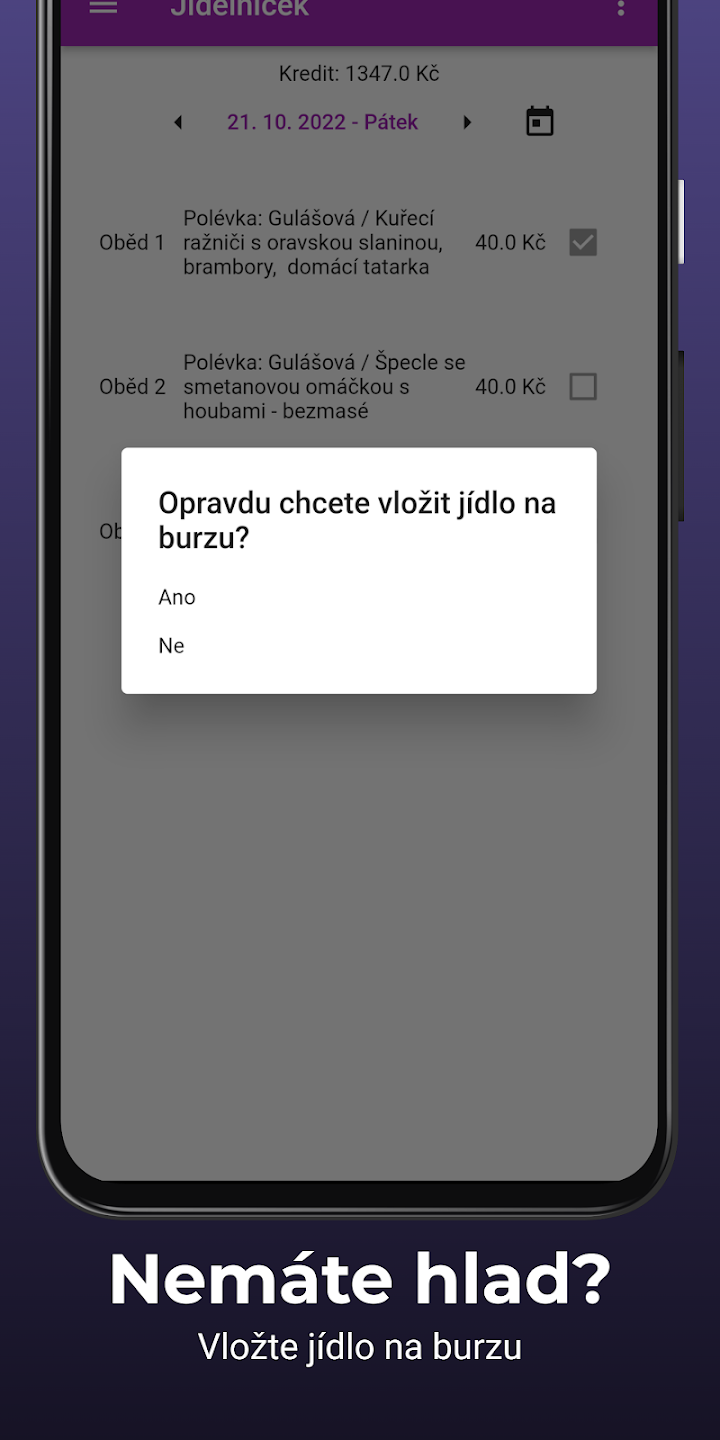 Jídelníček
Kredit: 1347.0 Kč
21. 10. 2022 - Pátek
Polévka: Gulášová / Kuřecí
Oběd 1 ražniči s oravskou slaninou, 40.0 Kč
brambory, domácí tatarka
Polévka: Gulášová / Špecle se
Oběd 2 smetanovou omáčkou s 40.0 Kč
houbami - bezmasé
Opravdu chcete vložit jídlo na
burzu?
Ano
Ne
Nemáte hlad?
Vložte jídlo na burzu